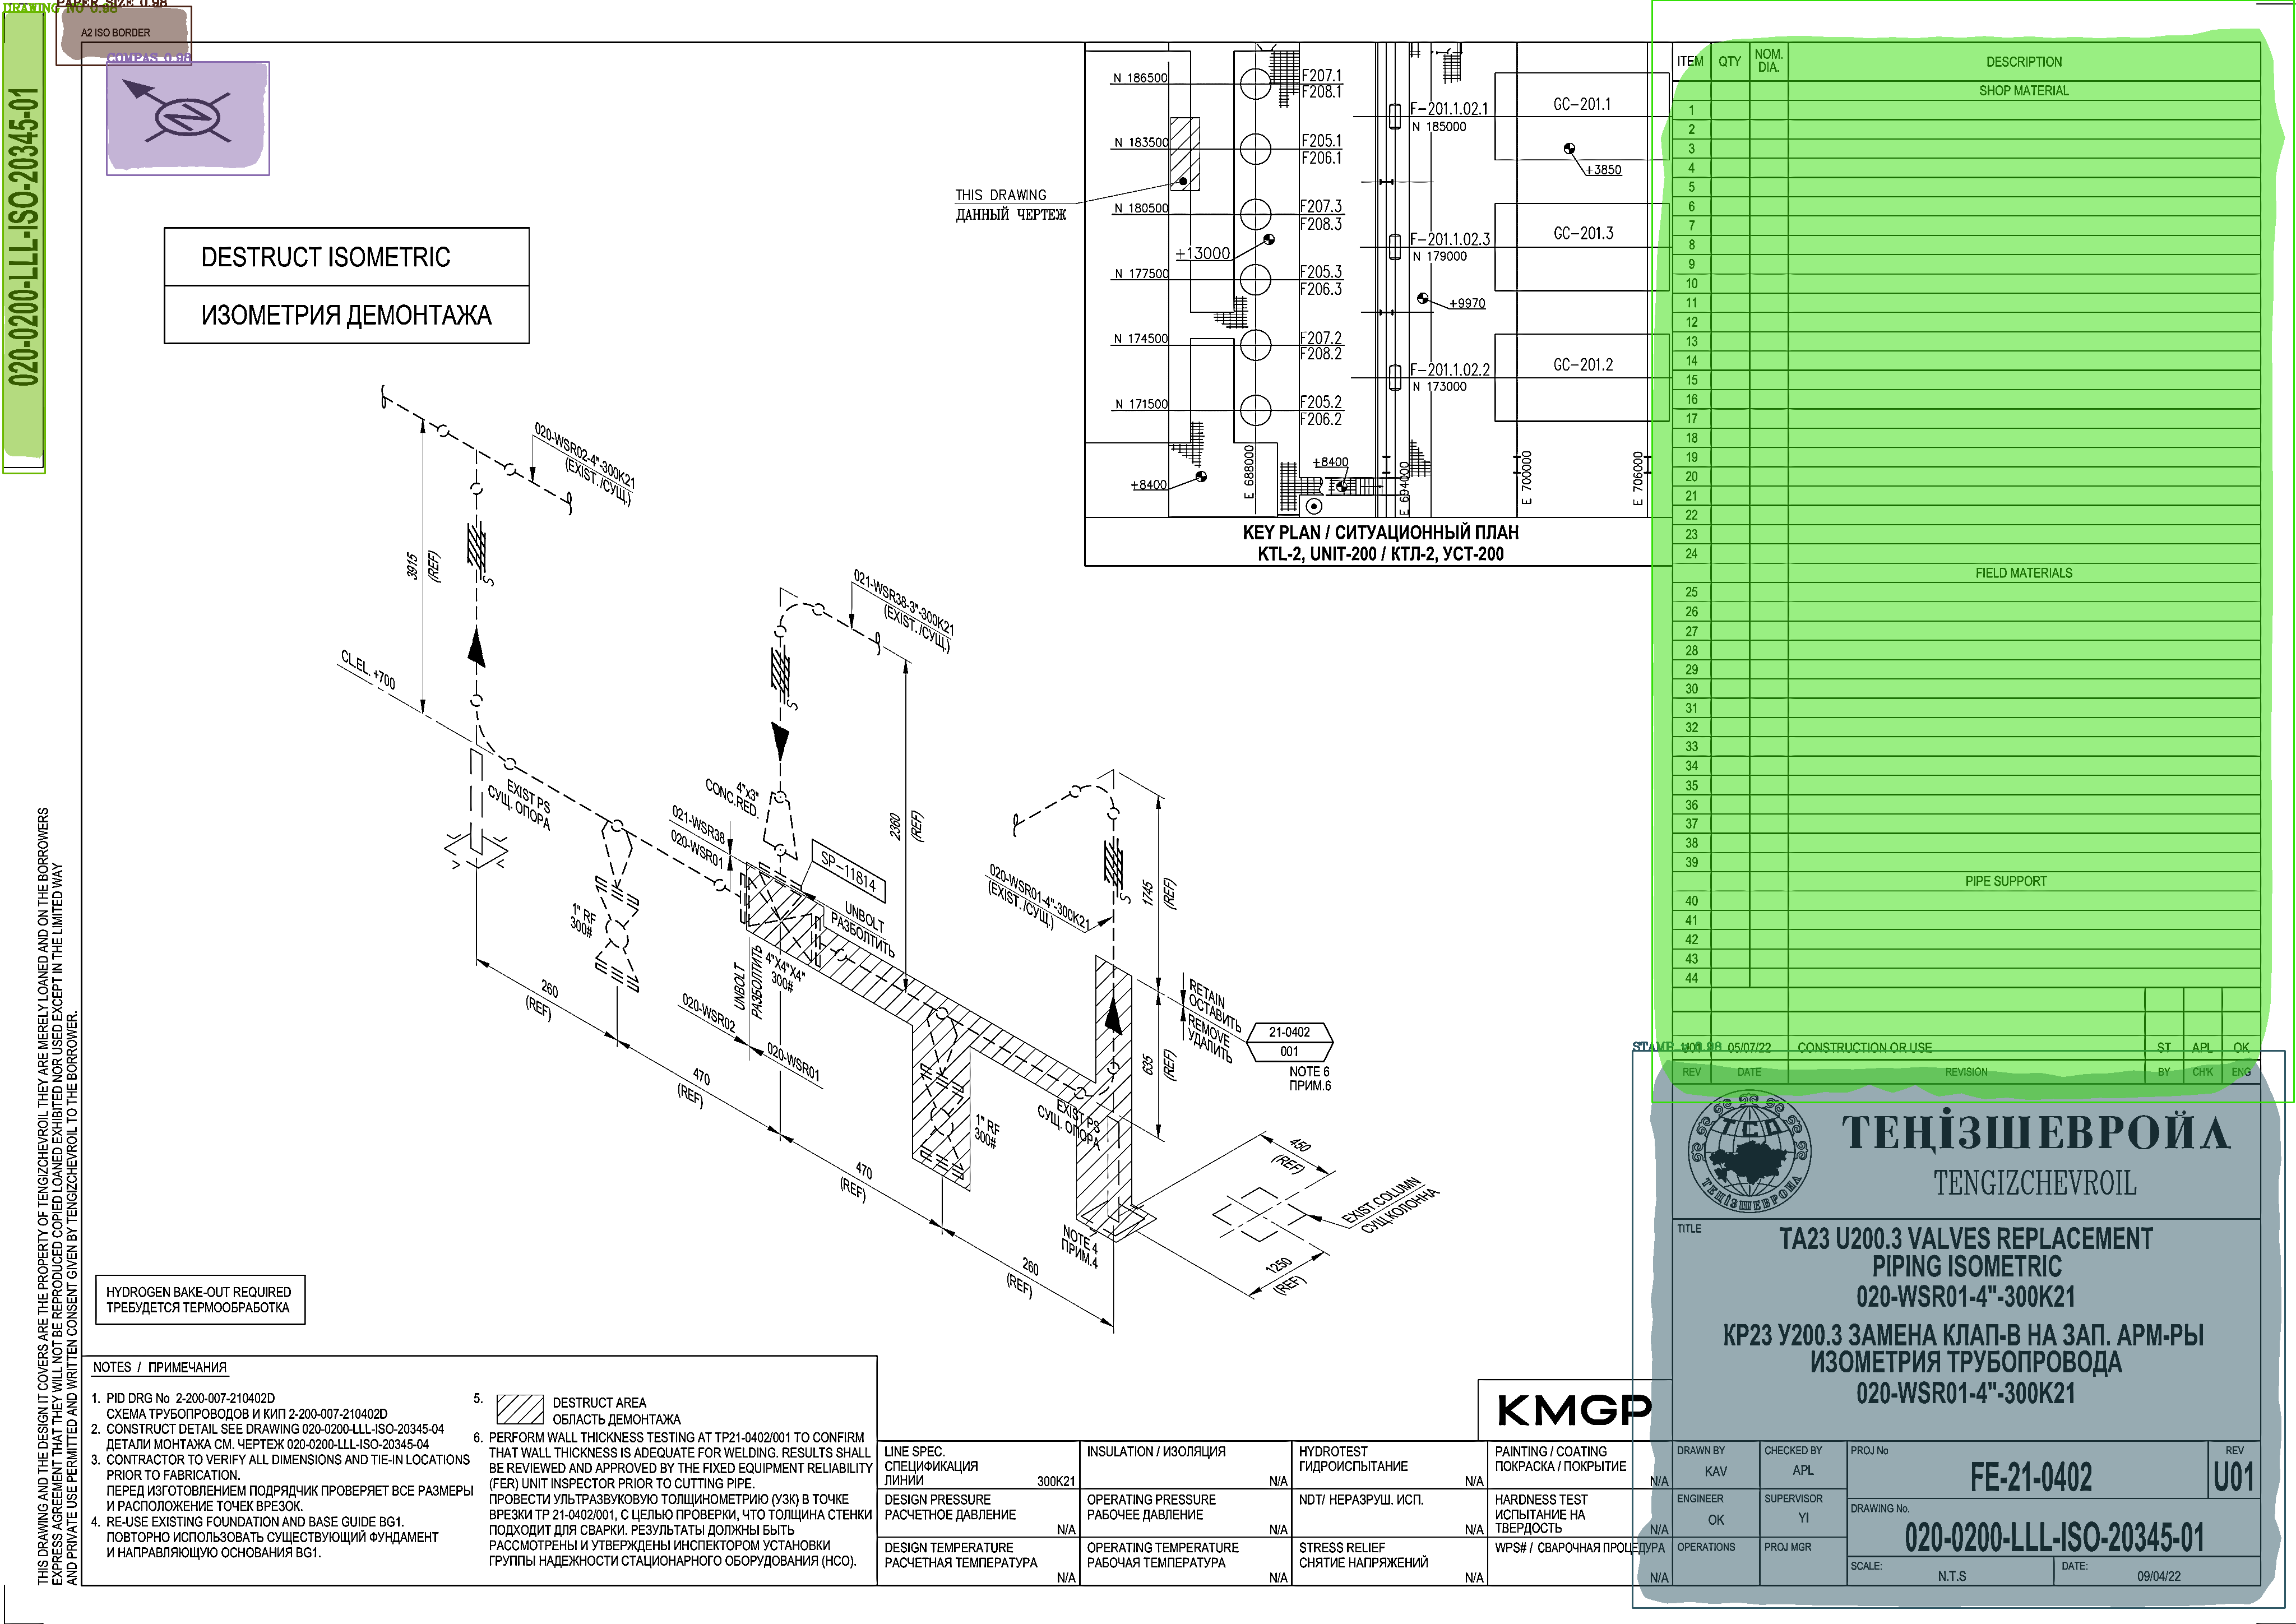 DRAWING NO 0.98
PAPER SIZE 0.98
A2 ISO BORDER
COMPAS 0.98
N
020-0200-LLL-ISO-20345-01
DESTRUCT ISOMETRIC
ИЗОМЕТРИЯ ДЕМОНТАЖА
THIS DRAWING
ДАННЫЙ ЧЕРТЕЖ
N 186500
N 183500
N 180500
N 177500
N 174500
N 171500
F207.1
F208.1
F205.1
F206.1
F207.3
F208.3
F205.3
F206.3
F207.2
F208.2
F205.2
F206.2
+13000
F-201.1.02.1
N 185000
F-201.1.02.3
N 179000
F-201.1.02.2
N 173000
GC-201.1
+3850
GC-201.3
+9970
GC-201.2
+8400
+8400
E 688000
E 694000
E 700000
E 706000
KEY PLAN / СИТУАЦИОННЫЙ ПЛАН
KTL-2, UNIT-200 / КТЛ-2, УСТ-200
020-WSR02-4"-300K21
(EXIST./СУЩ.)
3915
(REF)
S
CL.EL. +700
021-WSR38-3"-300K21
(EXIST./СУЩ.)
S
4"x3"
CONC.RED.
021-WSR38
020-WSR01
SP-11814
2360
(REF)
EXIST PS
СУЩ. ОПОРА
1" RF
300#
UNBOLT
РАЗБОЛТИТЬ
UNBOLT
РАЗБОЛТИТЬ
4"X4"X4"
300#
020-WSR02
020-WSR01
020-WSR01-4"-300K21
(EXIST./СУЩ.)
S
1745
(REF)
RETAIN
ОСТАВИТЬ
REMOVE
УДАЛИТЬ
635
(REF)
21-0402
001
NOTE 6
ПРИМ.6
EXIST PS
СУЩ. ОПОРА
1" RF
300#
260
(REF)
470
(REF)
470
(REF)
260
(REF)
NOTE 4
ПРИМ.4
450
(REF)
1250
(REF)
EXIST.COLUMN
СУЩ.КОЛОННА
HYDROGEN BAKE-OUT REQUIRED
ТРЕБУЕТСЯ ТЕРМООБРАБОТКА
THIS DRAWING AND THE DESIGN IT COVERS ARE THE PROPERTY OF TENGIZCHEVROIL THEY ARE MERELY LOANED AND ON THE BORROWERS
EXPRESS AGREEMENT THAT THEY WILL NOT BE REPRODUCED COPIED LOANED EXHIBITED NOR USED EXCEPT IN THE LIMITED WAY
AND PRIVATE USE PERMITTED AND WRITTEN CONSENT GIVEN BY TENGIZCHEVROIL TO THE BORROWER.
NOTES / ПРИМЕЧАНИЯ
1. PID DRG No 2-200-007-210402D
СХЕМА ТРУБОПРОВОДОВ И КИП 2-200-007-210402D
2. CONSTRUCT DETAIL SEE DRAWING 020-0200-LLL-ISO-20345-04
ДЕТАЛИ МОНТАЖА СМ. ЧЕРТЕЖ 020-0200-LLL-ISO-20345-04
3. CONTRACTOR TO VERIFY ALL DIMENSIONS AND TIE-IN LOCATIONS
PRIOR TO FABRICATION.
ПЕРЕД ИЗГОТОВЛЕНИЕМ ПОДРЯДЧИК ПРОВЕРЯЕТ ВСЕ РАЗМЕРЫ
И РАСПОЛОЖЕНИЕ ТОЧЕК ВРЕЗОК.
4. RE-USE EXISTING FOUNDATION AND BASE GUIDE BG1.
ПОВТОРНО ИСПОЛЬЗОВАТЬ СУЩЕСТВУЮЩИЙ ФУНДАМЕНТ
И НАПРАВЛЯЮЩУЮ ОСНОВАНИЯ BG1.
5. DESTRUCT AREA
ОБЛАСТЬ ДЕМОНТАЖА
6. PERFORM WALL THICKNESS TESTING AT TP21-0402/001 TO CONFIRM
THAT WALL THICKNESS IS ADEQUATE FOR WELDING. RESULTS SHALL
BE REVIEWED AND APPROVED BY THE FIXED EQUIPMENT RELIABILITY
(FER) UNIT INSPECTOR PRIOR TO CUTTING PIPE.
ПРОВЕСТИ УЛЬТРАЗВУКОВУЮ ТОЛЩИНОМЕТРИЮ (УЗК) В ТОЧКЕ
ВРЕЗКИ ТР 21-0402/001, С ЦЕЛЬЮ ПРОВЕРКИ, ЧТО ТОЛЩИНА СТЕНКИ
ПОДХОДИТ ДЛЯ СВАРКИ. РЕЗУЛЬТАТЫ ДОЛЖНЫ БЫТЬ
РАССМОТРЕНЫ И УТВЕРЖДЕНЫ ИНСПЕКТОРОМ УСТАНОВКИ
ГРУППЫ НАДЕЖНОСТИ СТАЦИОНАРНОГО ОБОРУДОВАНИЯ (НСО).
KMGP
LINE SPEC.
СПЕЦИФИКАЦИЯ
ЛИНИИ 300K21
INSULATION / ИЗОЛЯЦИЯ
N/A
HYDROTEST
ГИДРОИСПЫТАНИЕ
N/A
PAINTING / COATING
ПОКРАСКА / ПОКРЫТИЕ
N/A
DESIGN PRESSURE
РАСЧЕТНОЕ ДАВЛЕНИЕ
N/A
OPERATING PRESSURE
РАБОЧЕЕ ДАВЛЕНИЕ
N/A
NDT/ НЕРАЗРУШ. ИСП.
N/A
HARDNESS TEST
ИСПЫТАНИЕ НА
ТВЕРДОСТЬ
N/A
DESIGN TEMPERATURE
РАСЧЕТНАЯ ТЕМПЕРАТУРА
N/A
OPERATING TEMPERATURE
РАБОЧАЯ ТЕМПЕРАТУРА
N/A
STRESS RELIEF
СНЯТИЕ НАПРЯЖЕНИЙ
N/A
WPS# / СВАРОЧНАЯ ПРОЦЕДУРА
N/A
ITEM QTY NOM. DIA. DESCRIPTION
SHOP MATERIAL
1
2
3
4
5
6
7
8
9
10
11
12
13
14
15
16
17
18
19
20
21
22
23
24
FIELD MATERIALS
25
26
27
28
29
30
31
32
33
34
35
36
37
38
39
PIPE SUPPORT
40
41
42
43
44
U01 05/07/22 CONSTRUCTION OR USE ST APL OK
REV DATE REVISION BY CH'K ENG
ТСО
ТЕҢІЗШЕВРОЙЛ
ТЕҢІЗШЕВРОЙЛ
TENGIZCHEVROIL
TITLE
TA23 U200.3 VALVES REPLACEMENT
PIPING ISOMETRIC
020-WSR01-4"-300K21
КР23 У200.3 ЗАМЕНА КЛАП-В НА ЗАП. АРМ-РЫ
ИЗОМЕТРИЯ ТРУБОПРОВОДА
020-WSR01-4"-300K21
DRAWN BY
KAV
CHECKED BY
APL
PROJ No
FE-21-0402
REV
U01
ENGINEER
OK
SUPERVISOR
YI
DRAWING No.
020-0200-LLL-ISO-20345-01
OPERATIONS
PROJ MGR
SCALE:
N.T.S
DATE:
09/04/22